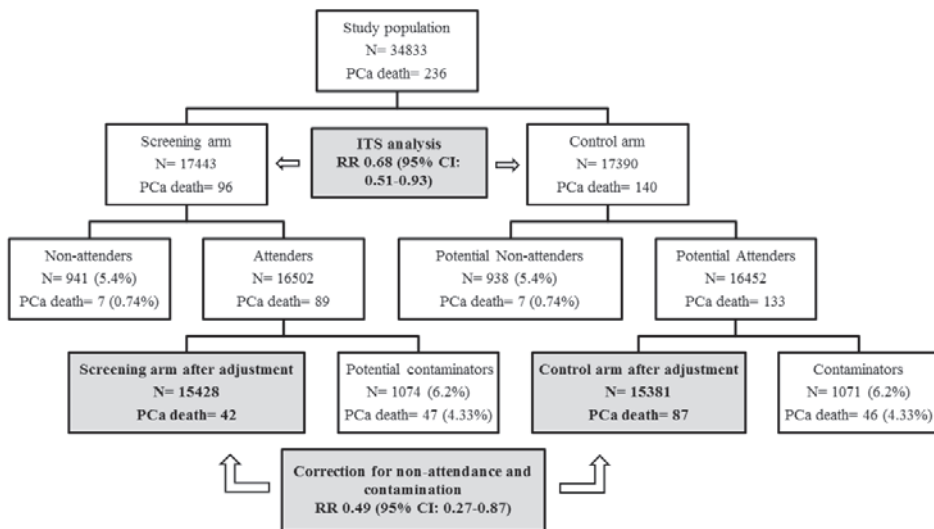 Study population
N= 34833
PCa death= 236
Screening arm
N= 17443
PCa death= 96
ITS analysis
RR 0.68 (95% CI:
0.51-0.93)
Control arm
N= 17390
PCa death= 140
Non-attenders
N= 941 (5.4%)
PCa death= 7 (0.74%)
Attenders
N= 16502
PCa death= 89
Potential Non-attenders
N= 938 (5.4%)
PCa death= 7 (0.74%)
Potential Attenders
N= 16452
PCa death= 133
Screening arm after adjustment
N= 15428
PCa death= 42
Potential contaminators
N= 1074 (6.2%)
PCa death= 47 (4.33%)
Control arm after adjustment
N= 15381
PCa death= 87
Contaminators
N= 1071 (6.2%)
PCa death= 46 (4.33%)
Correction for non-attendance and
contamination
RR 0.49 (95% CI: 0.27-0.87)